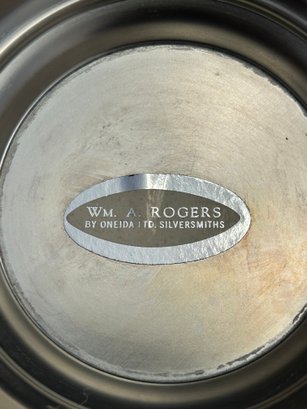 WM. A. ROGERS
BY ONEIDA LTD. SILVERSMITHS